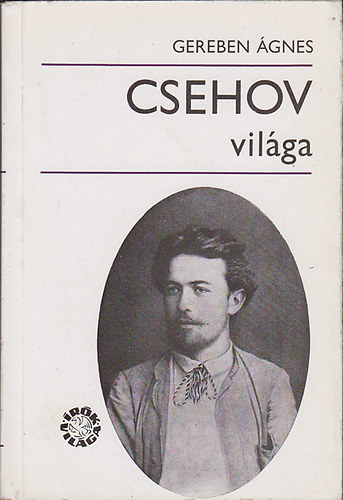 GEREBEN ÁGNES
CSEHOV
világa
ÍRÓK
VILÁGA